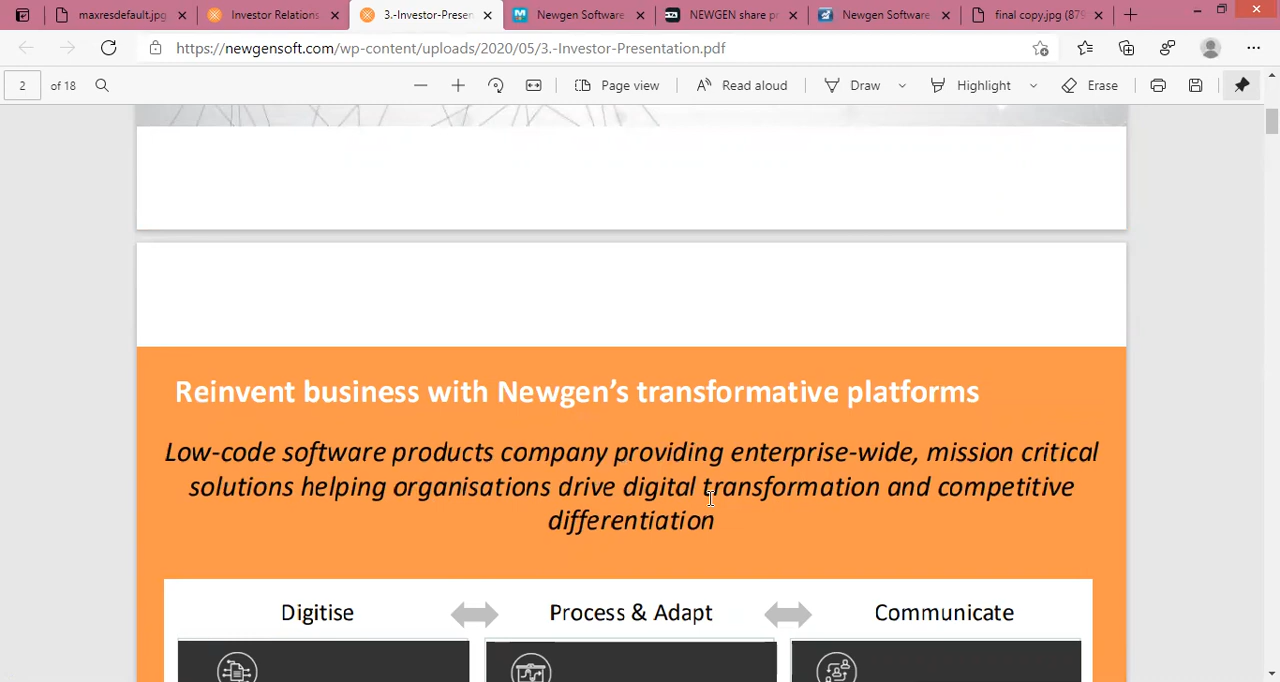 maxresdefault.jpg
Investor Relations
3.-Investor-Presen
Newgen Software
NEWGEN share pr
Newgen Software
final copy.jpg (879
https://newgensoft.com/wp-content/uploads/2020/05/3.-Investor-Presentation.pdf
2 of 18
Page view
Read aloud
Draw
Highlight
Erase
Reinvent business with Newgen’s transformative platforms
Low-code software products company providing enterprise-wide, mission critical
solutions helping organisations drive digital transformation and competitive
differentiation
Digitise
Process & Adapt
Communicate